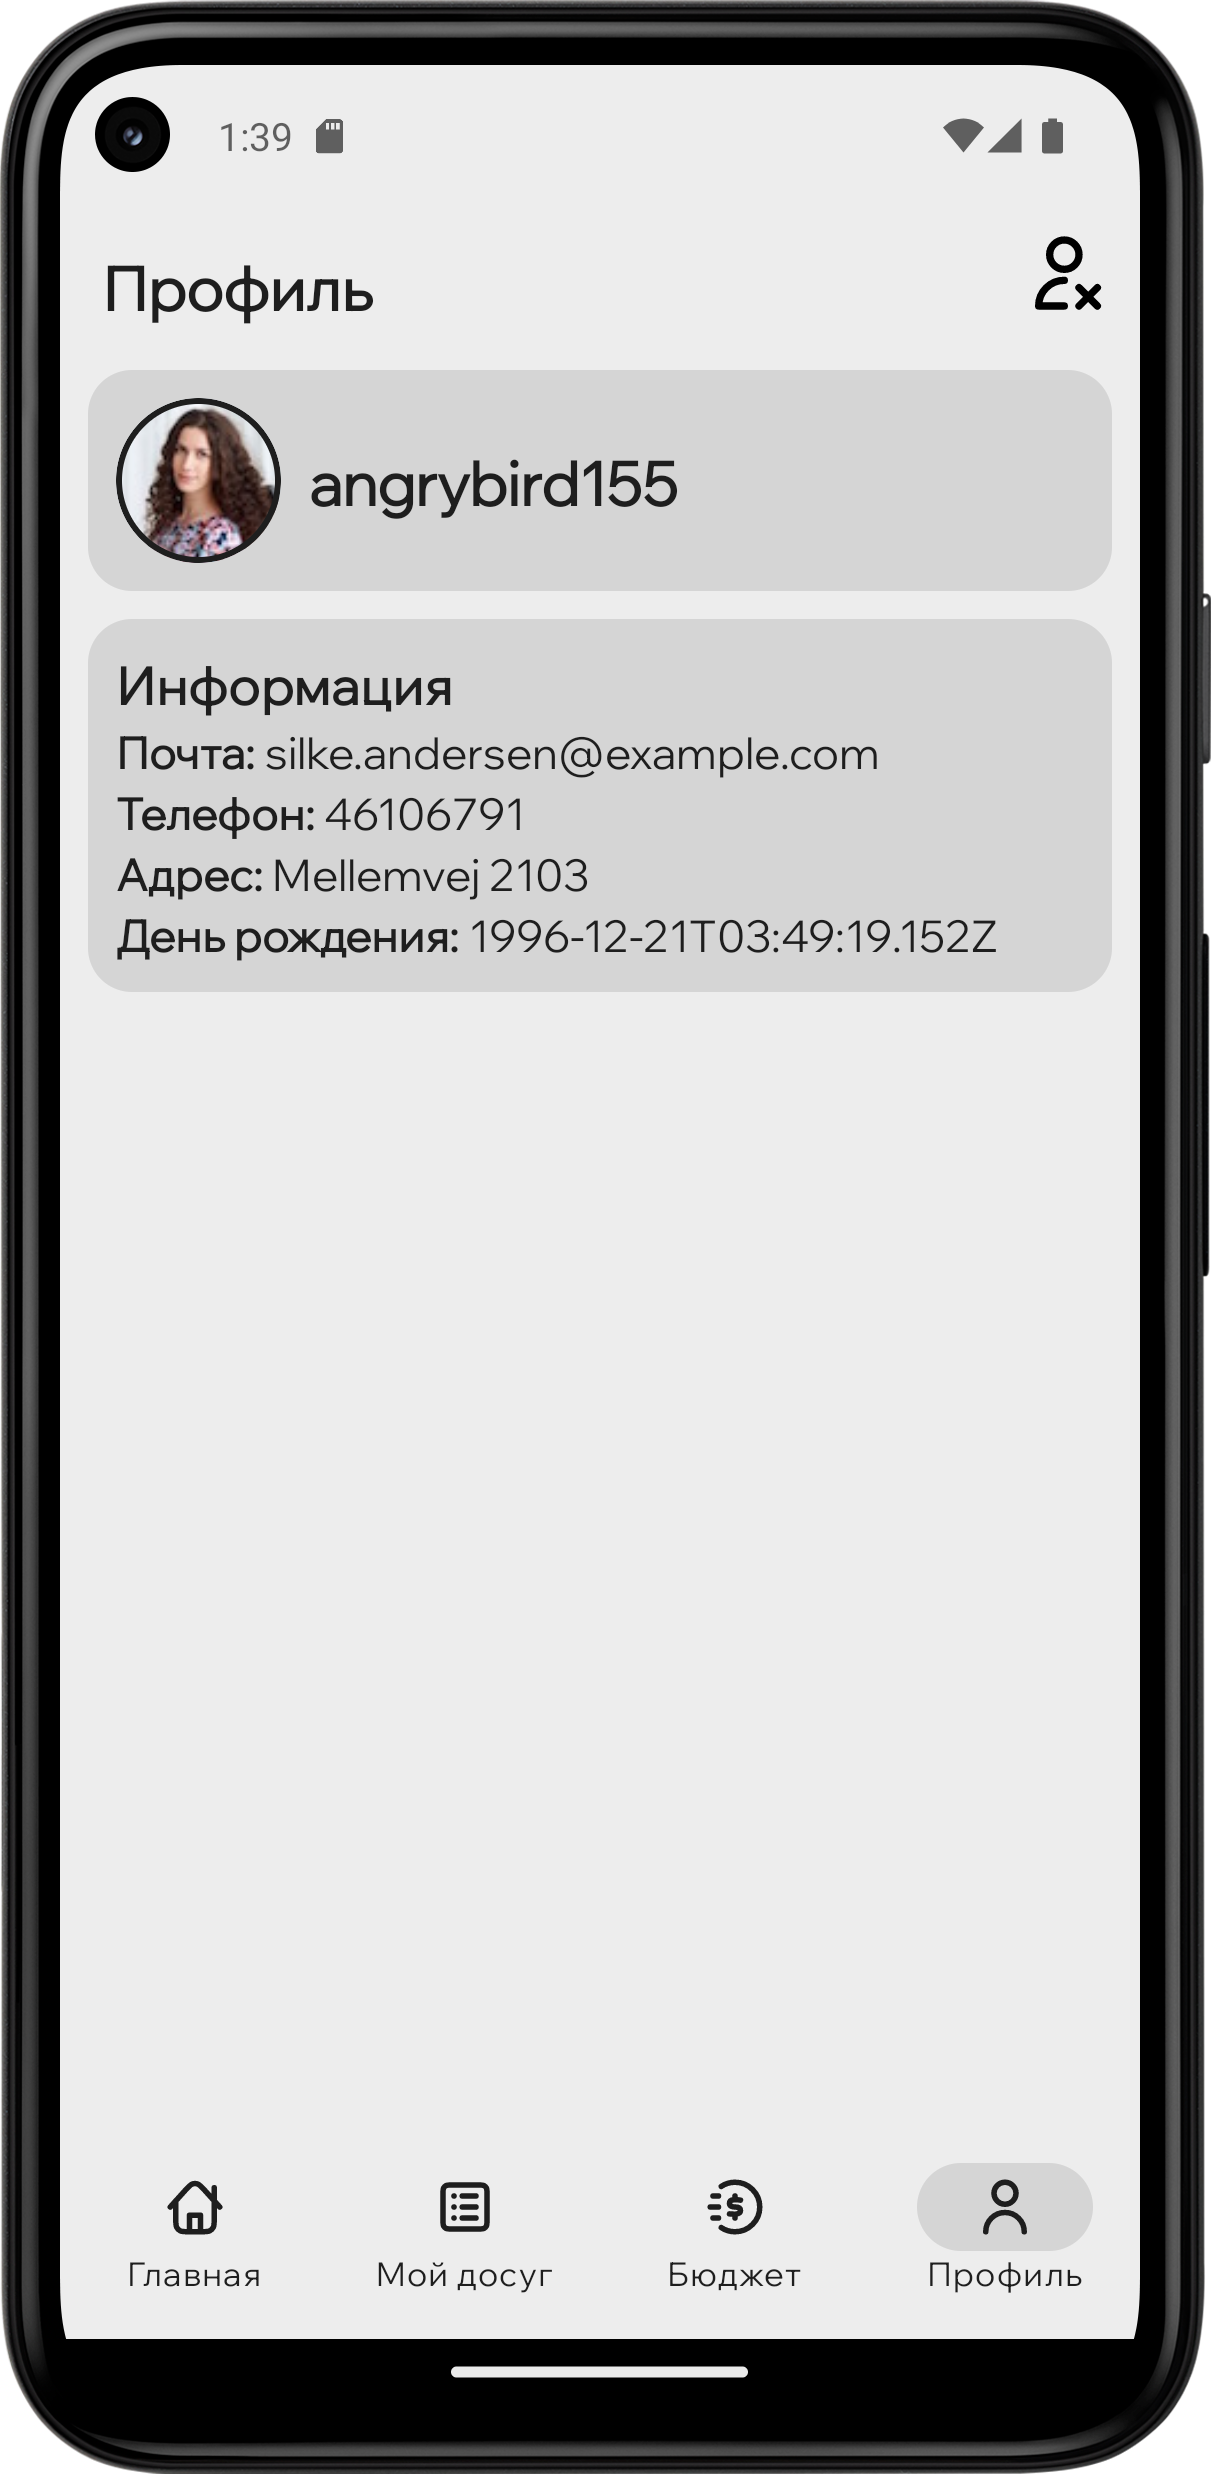 1:39
Профиль
angrybird155
Информация
Почта: silke.andersen@example.com
Телефон: 46106791
Адрес: Mellemvej 2103
День рождения: 1996-12-21T03:49:19.152Z
Главная Мой досуг Бюджет Профиль